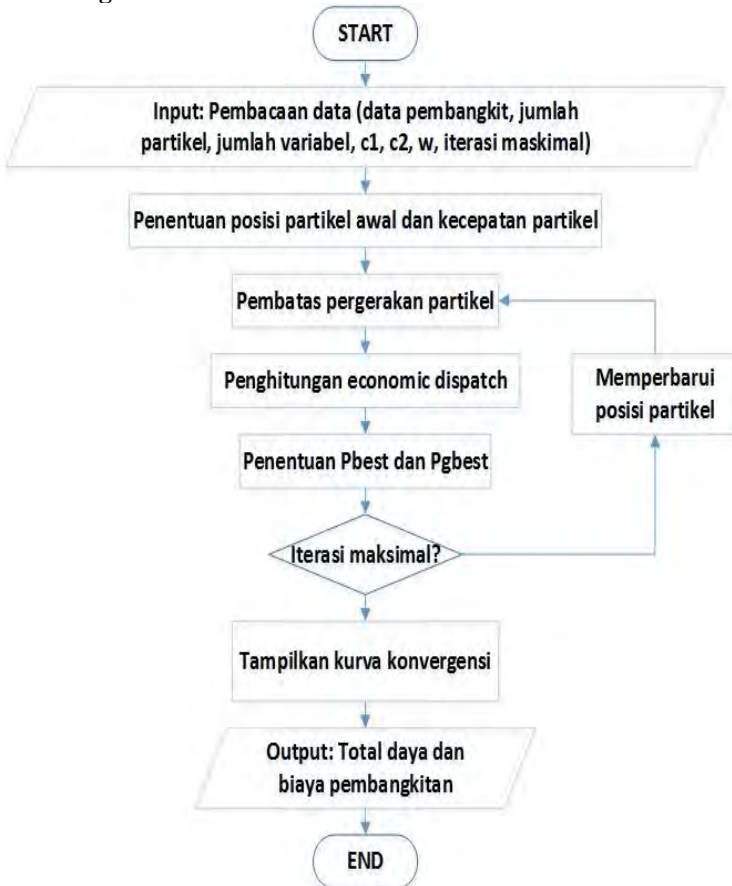 START
Input: Pembacaan data (data pembangkit, jumlah
partikel, jumlah variabel, c1, c2, w, iterasi maskimal)
Penentuan posisi partikel awal dan kecepatan partikel
Pembatas pergerakan partikel
Penghitungan economic dispatch
Memperbarui
posisi partikel
Penentuan Pbest dan Pgbest
Iterasi maksimal?
Tampilkan kurva konvergensi
Output: Total daya dan
biaya pembangkitan
END